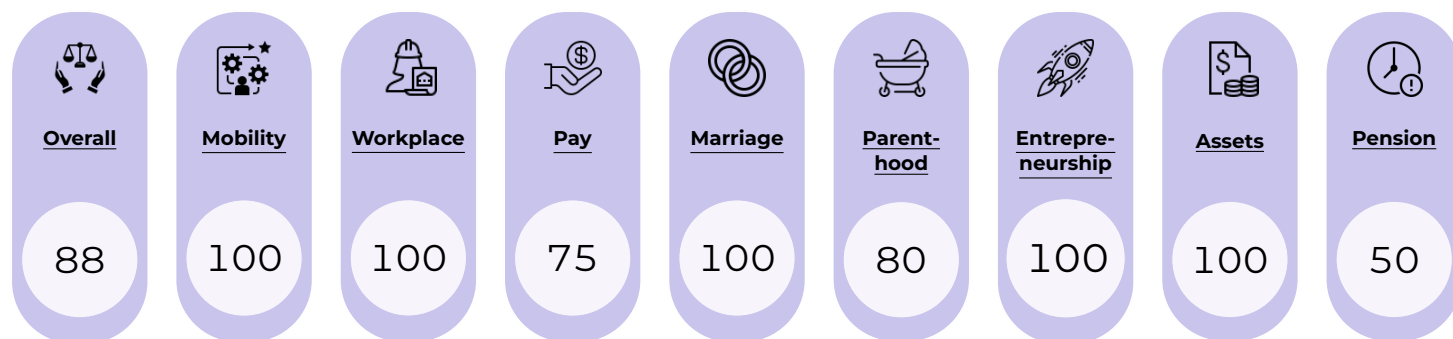 Overall
Mobility
Workplace
Pay
Marriage
Parent-
hood
Entrepre-
neurship
Assets
Pension
88
100
100
75
100
80
100
100
50